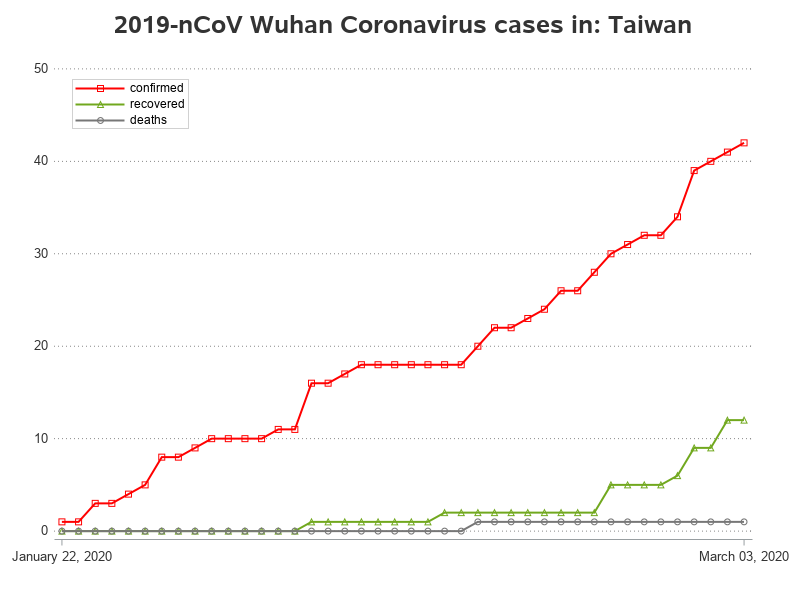 2019-nCoV Wuhan Coronavirus cases in: Taiwan
50
confirmed
recovered
deaths
40
30
20
10
0
January 22, 2020
March 03, 2020